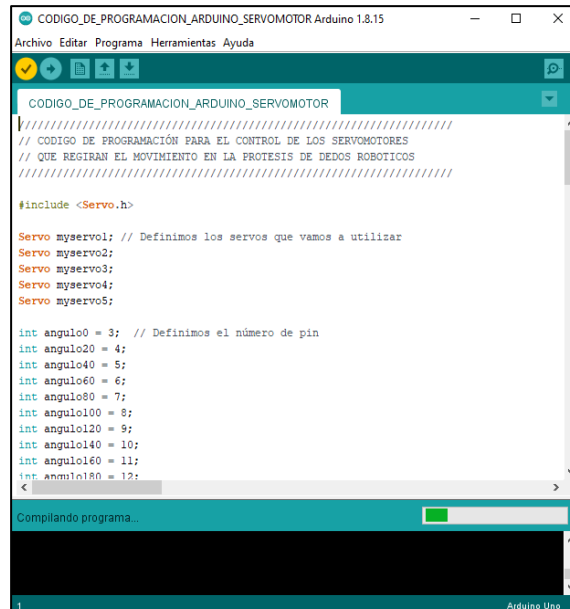 CODIGO_DE_PROGRAMACION_ARDUINO_SERVOMOTOR Arduino 1.8.15
Archivo Editar Programa Herramientas Ayuda
CODIGO_DE_PROGRAMACION_ARDUINO_SERVOMOTOR
////////////////////////////////////////////////////////////////////
// CODIGO DE PROGRAMACIÓN PARA EL CONTROL DE LOS SERVOMOTORES
// QUE REGIRAN EL MOVIMIENTO EN LA PROTESIS DE DEDOS ROBOTICOS
////////////////////////////////////////////////////////////////////
#include <Servo.h>
Servo myservo1; // Definimos los servos que vamos a utilizar
Servo myservo2;
Servo myservo3;
Servo myservo4;
Servo myservo5;
int angulo0 = 3;  // Definimos el número de pin
int angulo20 = 4;
int angulo40 = 5;
int angulo60 = 6;
int angulo80 = 7;
int angulo100 = 8;
int angulo120 = 9;
int angulo140 = 10;
int angulo160 = 11;
int angulo180 = 12;
Compilando programa...
1
Arduino Uno